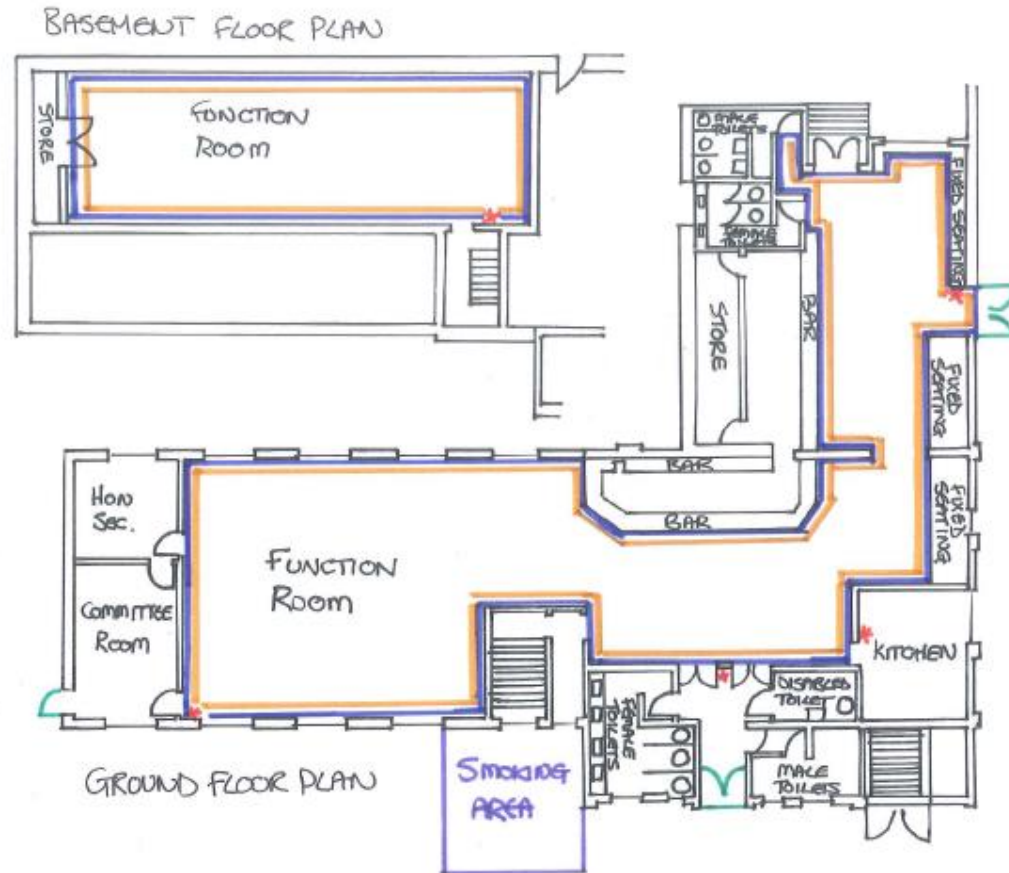 BASEMENT FLOOR PLAN
STORE
FUNCTION
ROOM
MALE
TOILETS
FEMALE
TOILETS
FIXED SEATING
BAR
STORE
FIXED
SEATING
BAR
BAR
FIXED
SEATING
HON
SEC.
FUNCTION
ROOM
COMMITTEE
ROOM
KITCHEN
DISABLED
TOILET
FEMALE
TOILETS
MALE
TOILETS
GROUND FLOOR PLAN
SMOKING
AREA